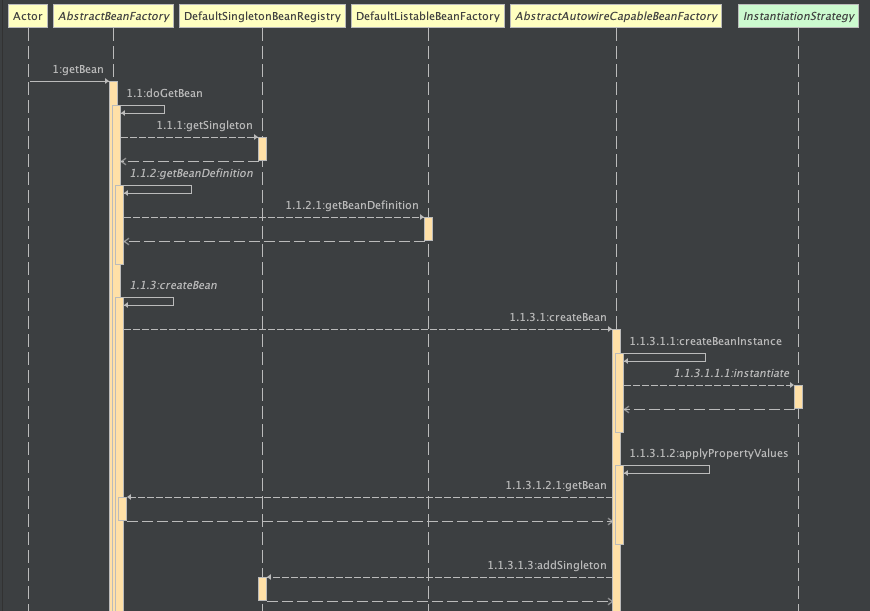 Actor AbstractBeanFactory DefaultSingletonBeanRegistry DefaultListableBeanFactory AbstractAutowireCapableBeanFactory InstantiationStrategy
1:getBean
1.1:doGetBean
1.1.1:getSingleton
1.1.2:getBeanDefinition
1.1.2.1:getBeanDefinition
1.1.3:createBean
1.1.3.1:createBean
1.1.3.1.1:createBeanInstance
1.1.3.1.1.1:instantiate
1.1.3.1.2:applyPropertyValues
1.1.3.1.2.1:getBean
1.1.3.1.3:addSingleton